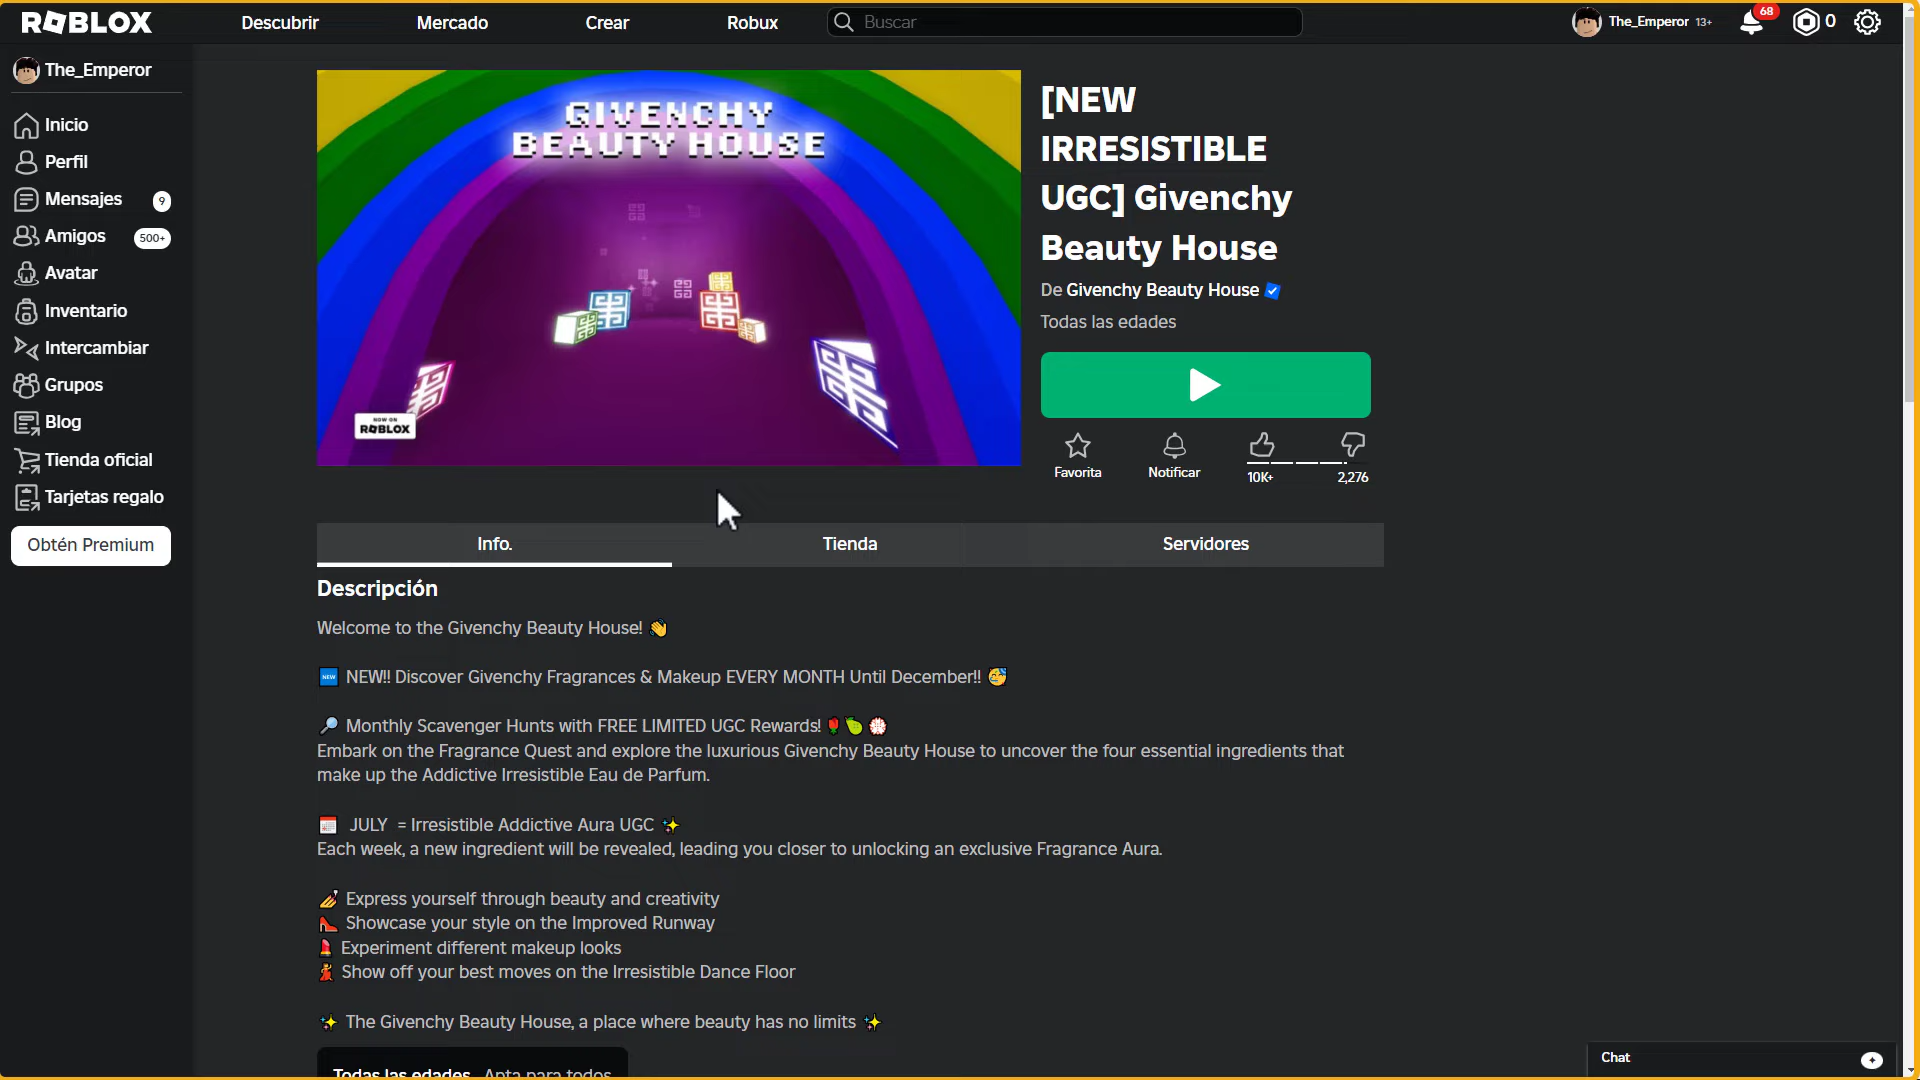 ROBLOX
Descubrir
Mercado
Crear
Robux
Buscar
The_Emperor 13+
68
0
The_Emperor
Inicio
Perfil
Mensajes 9
Amigos 500+
Avatar
Inventario
Intercambiar
Grupos
Blog
Tienda oficial
Tarjetas regalo
Obtén Premium
GIVENCHY
BEAUTY HOUSE
NOW ON
ROBLOX
[NEW
IRRESISTIBLE
UGC] Givenchy
Beauty House
De Givenchy Beauty House
Todas las edades
Favorita
Notificar
10K+
2,276
Info.
Tienda
Servidores
Descripción
Welcome to the Givenchy Beauty House! 👋
🆕 NEW!! Discover Givenchy Fragrances & Makeup EVERY MONTH Until December!! 🥳
🔎 Monthly Scavenger Hunts with FREE LIMITED UGC Rewards! 🌹🍐💮
Embark on the Fragrance Quest and explore the luxurious Givenchy Beauty House to uncover the four essential ingredients that
make up the Addictive Irresistible Eau de Parfum.
📅 JULY = Irresistible Addictive Aura UGC ✨
Each week, a new ingredient will be revealed, leading you closer to unlocking an exclusive Fragrance Aura.
💅 Express yourself through beauty and creativity
👠 Showcase your style on the Improved Runway
💄 Experiment different makeup looks
💃 Show off your best moves on the Irresistible Dance Floor
✨ The Givenchy Beauty House, a place where beauty has no limits ✨
Todas las edades Apta para todos
Chat